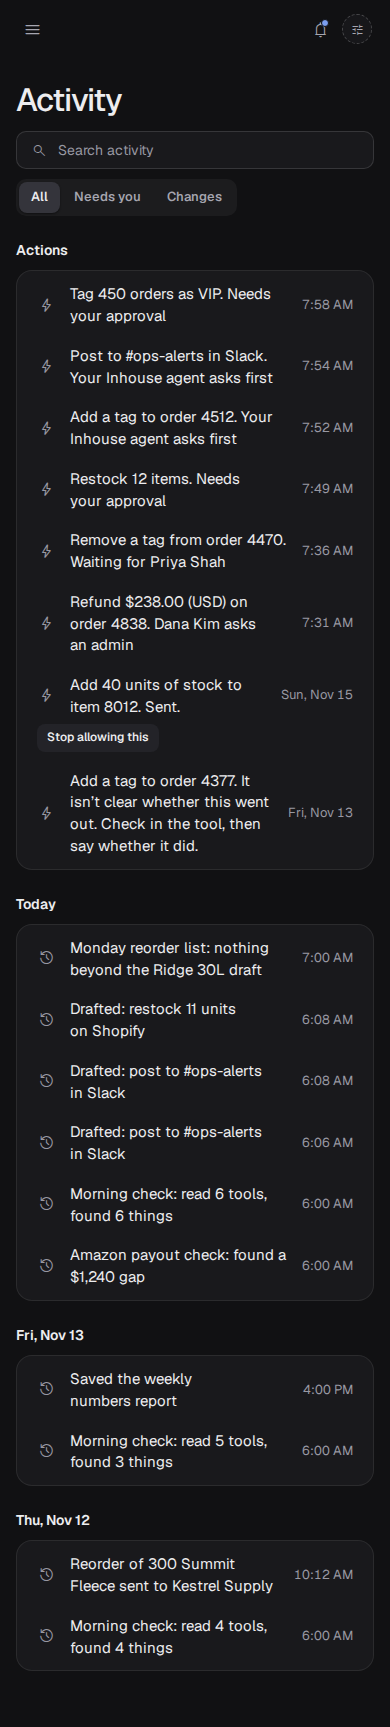 Activity
Search activity
All
Needs you
Changes
Actions
Tag 450 orders as VIP. Needs
your approval
7:58 AM
Post to #ops-alerts in Slack.
Your Inhouse agent asks first
7:54 AM
Add a tag to order 4512. Your
Inhouse agent asks first
7:52 AM
Restock 12 items. Needs
your approval
7:49 AM
Remove a tag from order 4470.
Waiting for Priya Shah
7:36 AM
Refund $238.00 (USD) on
order 4838. Dana Kim asks
an admin
7:31 AM
Add 40 units of stock to
item 8012. Sent.
Sun, Nov 15
Stop allowing this
Add a tag to order 4377. It
isn’t clear whether this went
out. Check in the tool, then
say whether it did.
Fri, Nov 13
Today
Monday reorder list: nothing
beyond the Ridge 30L draft
7:00 AM
Drafted: restock 11 units
on Shopify
6:08 AM
Drafted: post to #ops-alerts
in Slack
6:08 AM
Drafted: post to #ops-alerts
in Slack
6:06 AM
Morning check: read 6 tools,
found 6 things
6:00 AM
Amazon payout check: found a
$1,240 gap
6:00 AM
Fri, Nov 13
Saved the weekly
numbers report
4:00 PM
Morning check: read 5 tools,
found 3 things
6:00 AM
Thu, Nov 12
Reorder of 300 Summit
Fleece sent to Kestrel Supply
10:12 AM
Morning check: read 4 tools,
found 4 things
6:00 AM